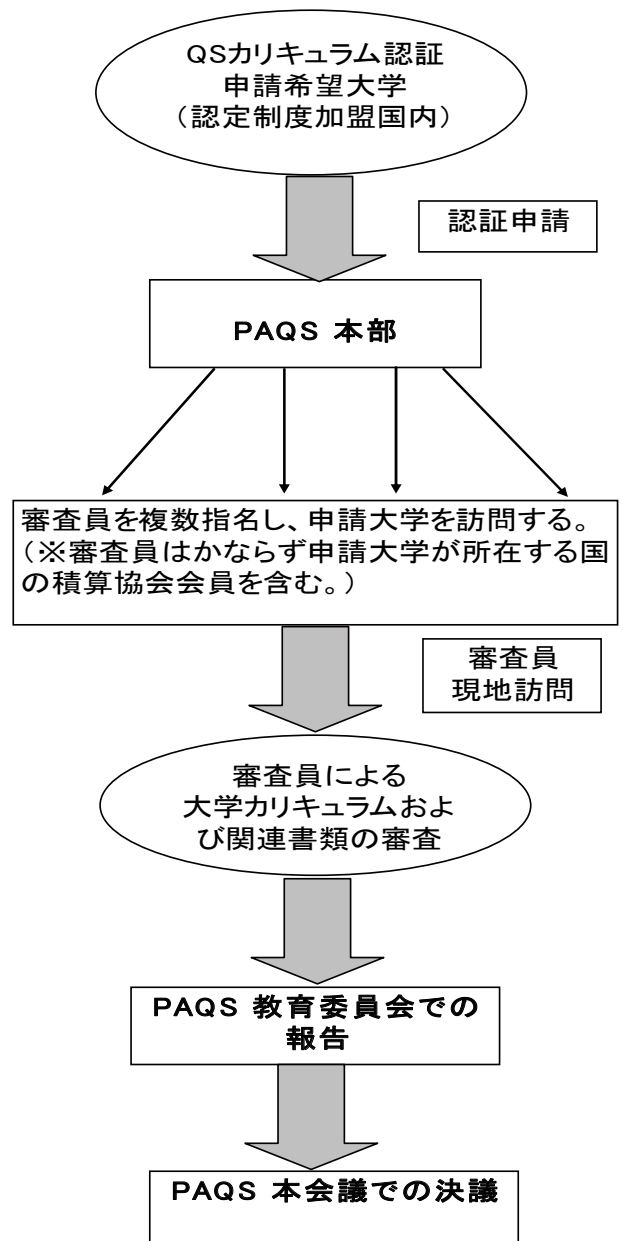 QSカリキュラム認証
申請希望大学
（認定制度加盟国内）
認証申請
PAQS 本部
審査員を複数指名し、申請大学を訪問する。
（※審査員はかならず申請大学が所在する国
の積算協会会員を含む。）
審査員
現地訪問
審査員による
大学カリキュラムおよ
び関連書類の審査
PAQS 教育委員会での
報告
PAQS 本会議での決議